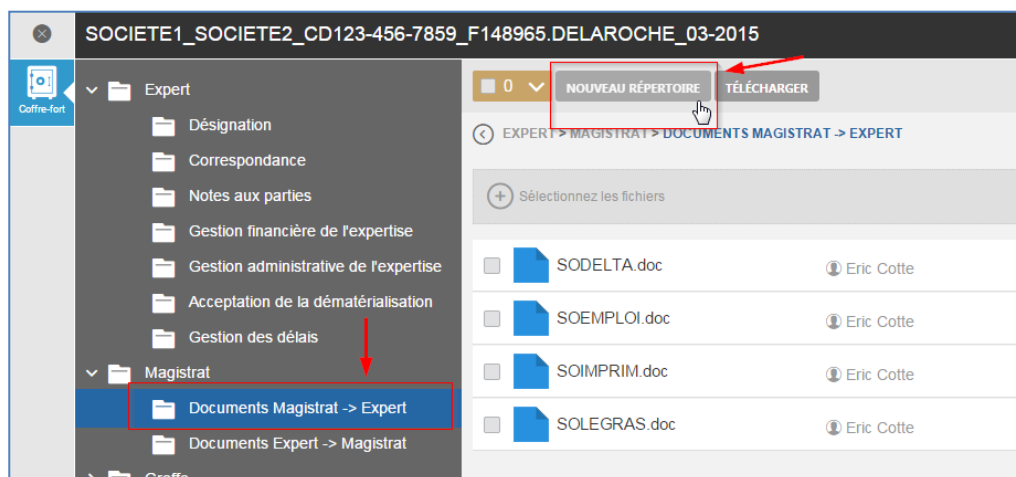 SOCIETE1_SOCIETE2_CD123-456-7859_F148965.DELAROCHE_03-2015
Coffre-fort
Expert
Désignation
Correspondance
Notes aux parties
Gestion financière de l'expertise
Gestion administrative de l'expertise
Acceptation de la dématérialisation
Gestion des délais
Magistrat
Documents Magistrat -> Expert
Documents Expert -> Magistrat
Greffe
0
NOUVEAU RÉPERTOIRE
TÉLÉCHARGER
EXPERT > MAGISTRAT > DOCUMENTS MAGISTRAT -> EXPERT
Sélectionnez les fichiers
SODELTA.doc Eric Cotte
SOEMPLOI.doc Eric Cotte
SOIMPRIM.doc Eric Cotte
SOLEGRAS.doc Eric Cotte